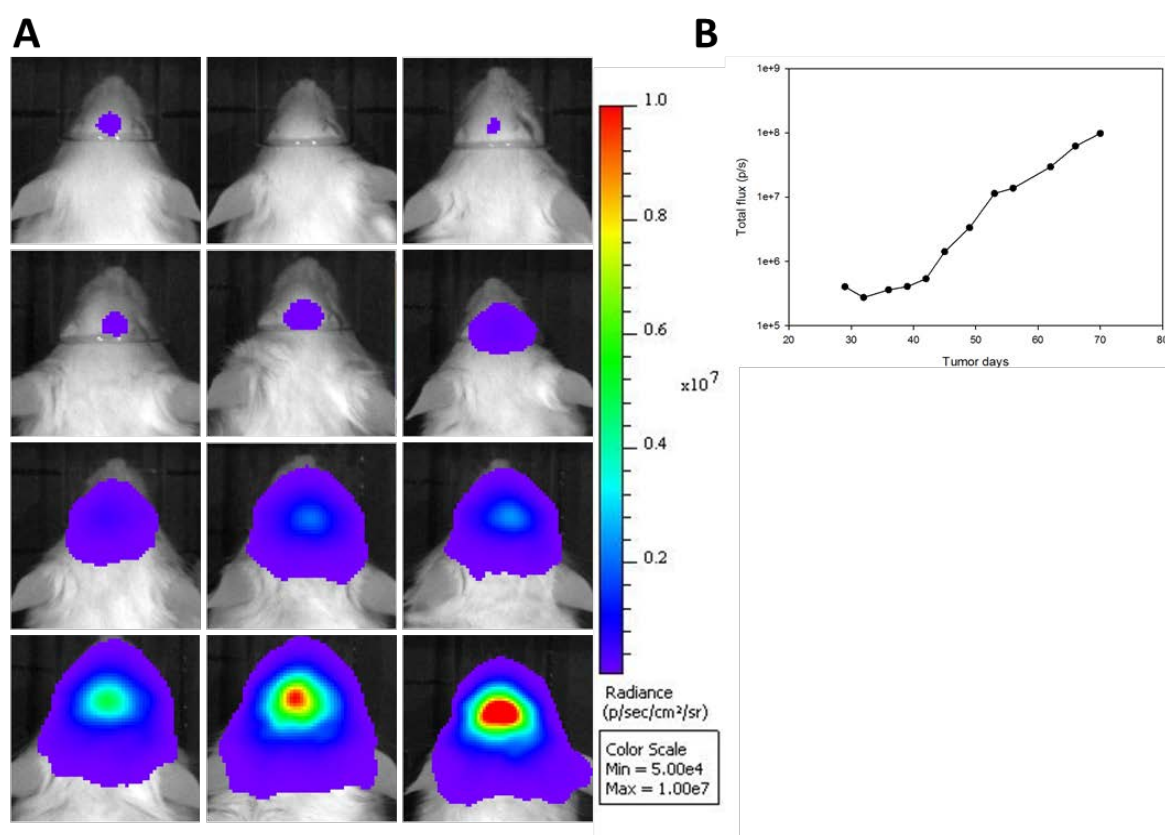 A
B
1.0
0.8
0.6
x10⁷
0.4
0.2
Radiance
(p/sec/cm²/sr)
Color Scale
Min = 5.00e4
Max = 1.00e7
Total flux (p/s)
1e+9
1e+8
1e+7
1e+6
1e+5
20 30 40 50 60 70 80
Tumor days